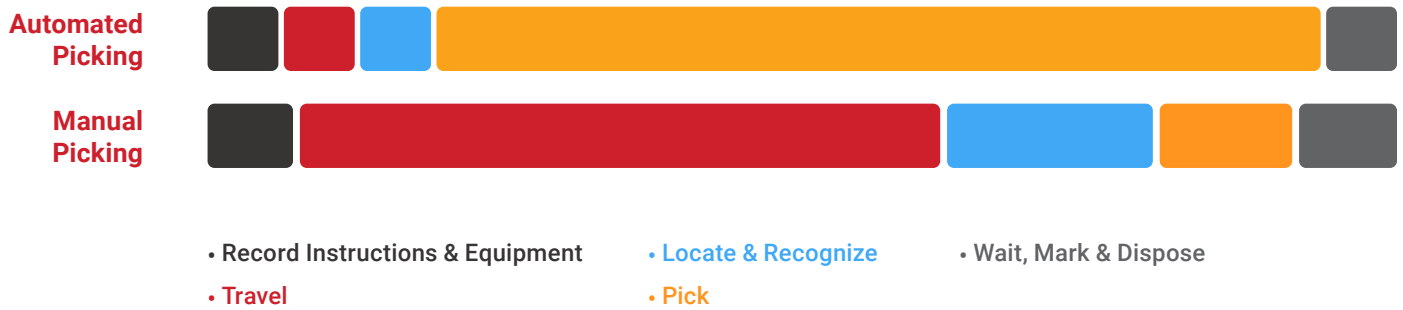 Automated
Picking
Manual
Picking
• Record Instructions & Equipment
• Locate & Recognize
• Wait, Mark & Dispose
• Travel
• Pick